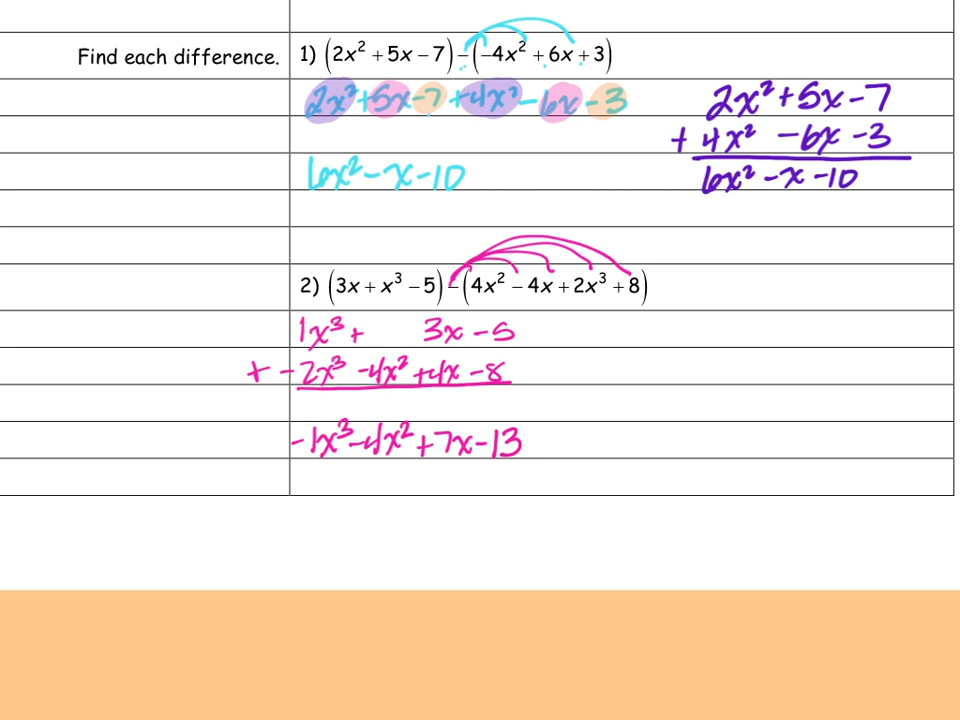 Find each difference. 1) (2x² + 5x − 7) − (−4x² + 6x + 3)
2x² + 5x − 7 + 4x² − 6x − 3
6x² − x − 10
2x² + 5x − 7
+ 4x² − 6x − 3
6x² − x − 10
2) (3x + x³ − 5) − (4x² − 4x + 2x³ + 8)
1x³ + 3x − 5
+ − 2x³ − 4x² + 4x − 8
− 1x³ − 4x² + 7x − 13